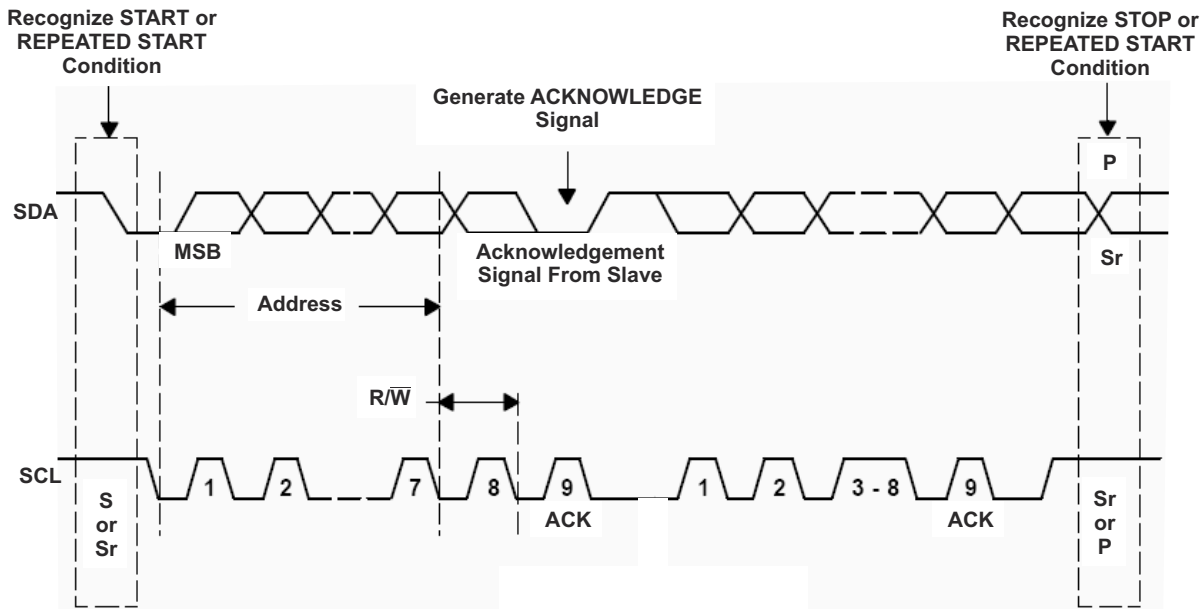 Recognize START or
REPEATED START
Condition
Recognize STOP or
REPEATED START
Condition
Generate ACKNOWLEDGE
Signal
P
SDA
MSB
Acknowledgement
Signal From Slave
Sr
Address
R/W̅
SCL
1
2
7
8
9
1
2
3 - 8
9
ACK
ACK
S
or
Sr
Sr
or
P